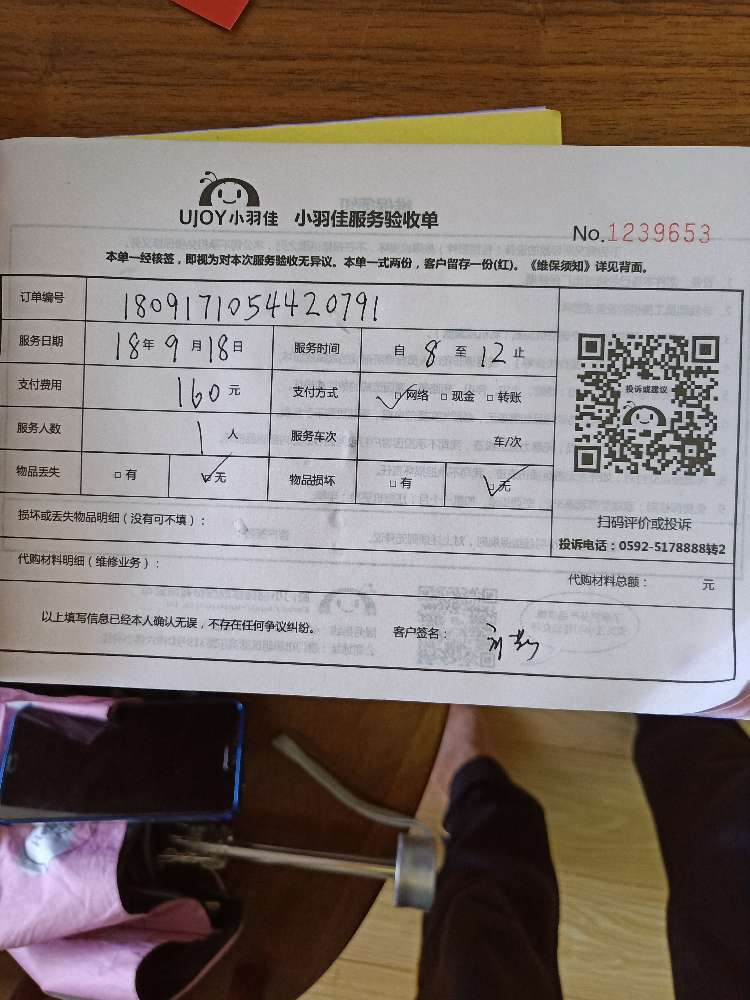 UJOY小羽佳 小羽佳服务验收单
No.1239653
本单一经核签，即视为对本次服务验收无异议。本单一式两份，客户留存一份(红)。《维保须知》详见背面。
订单编号 1809171054420791
服务日期 18年 9月 18日 服务时间 自 8 至 12 止
支付费用 160 元 支付方式 □网络 □现金 □转账
服务人数 1 人 服务车次 车/次
物品丢失 □有 □无 物品损坏 □有 □无
投诉或建议
扫码评价或投诉
投诉电话：0592-5178888转2
损坏或丢失物品明细（没有可不填）：
代购材料明细（维修业务）：
代购材料总额： 元
以上填写信息已经本人确认无误，不存在任何争议纠纷。 客户签名：